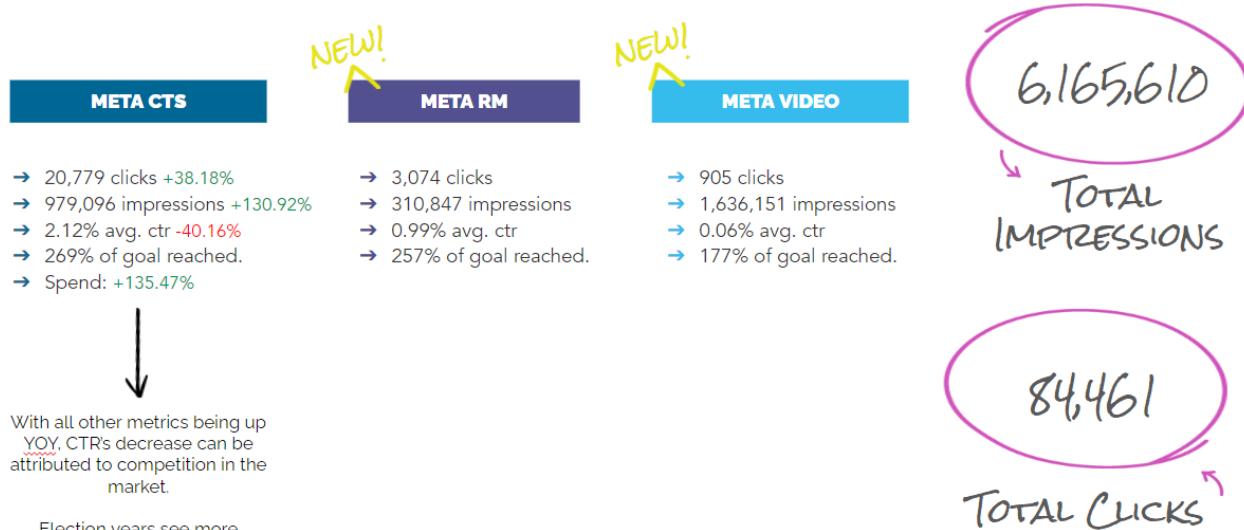 NEW!
META CTS
→ 20,779 clicks +38.18%
→ 979,096 impressions +130.92%
→ 2.12% avg. ctr -40.16%
→ 269% of goal reached.
→ Spend: +135.47%
With all other metrics being up
YOY, CTR's decrease can be
attributed to competition in the
market.
Election years see more
META RM
→ 3,074 clicks
→ 310,847 impressions
→ 0.99% avg. ctr
→ 257% of goal reached.
NEW!
META VIDEO
→ 905 clicks
→ 1,636,151 impressions
→ 0.06% avg. ctr
→ 177% of goal reached.
6,165,610
TOTAL
IMPRESSIONS
84,461
TOTAL CLICKS